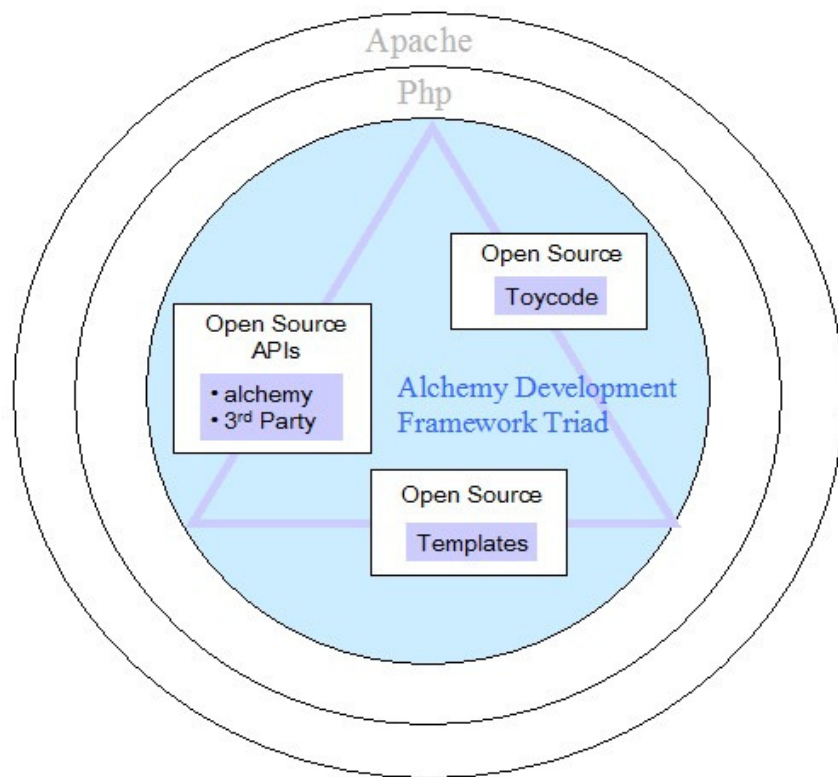 Apache
Php
Open Source
Toycode
Open Source
APIs
• alchemy
• 3rd Party
Alchemy Development
Framework Triad
Open Source
Templates